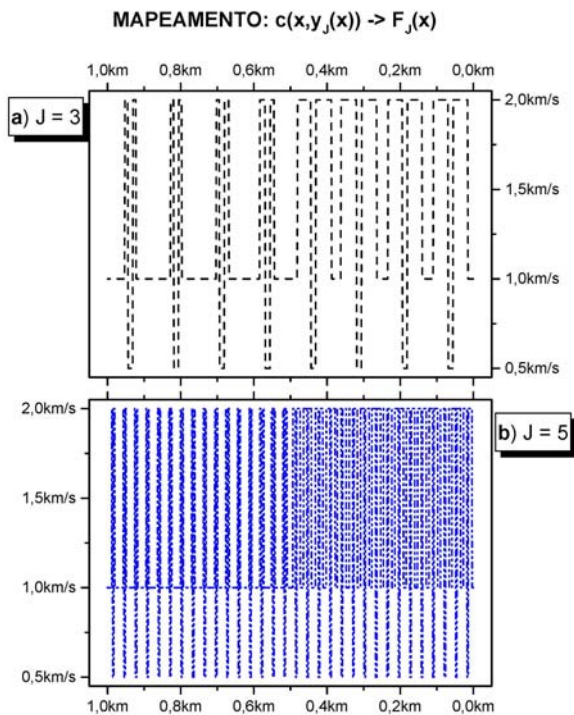 MAPEAMENTO: c(x,y_J(x)) -> F_J(x)
1,0km 0,8km 0,6km 0,4km 0,2km 0,0km
a) J = 3
2,0km/s
1,5km/s
1,0km/s
0,5km/s
b) J = 5
2,0km/s
1,5km/s
1,0km/s
0,5km/s
1,0km 0,8km 0,6km 0,4km 0,2km 0,0km